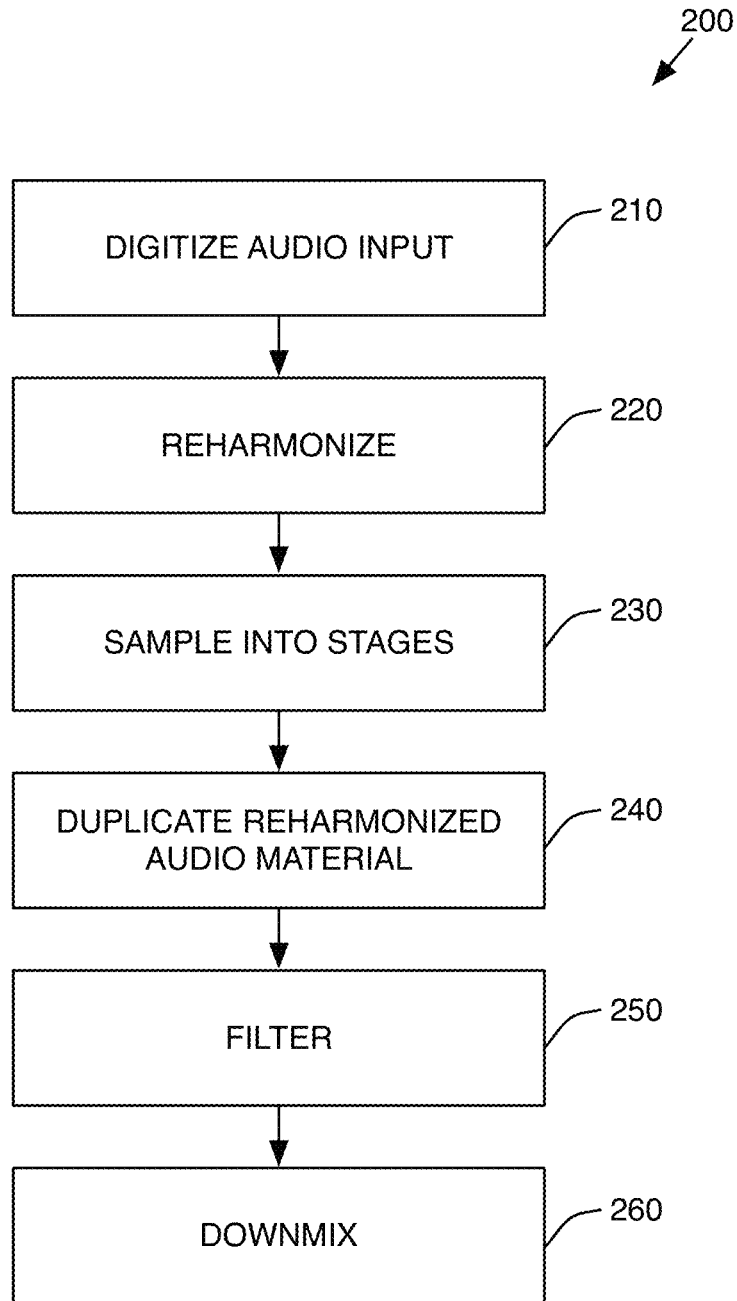 200
DIGITIZE AUDIO INPUT
210
REHARMONIZE
220
SAMPLE INTO STAGES
230
DUPLICATE REHARMONIZED
AUDIO MATERIAL
240
FILTER
250
DOWNMIX
260